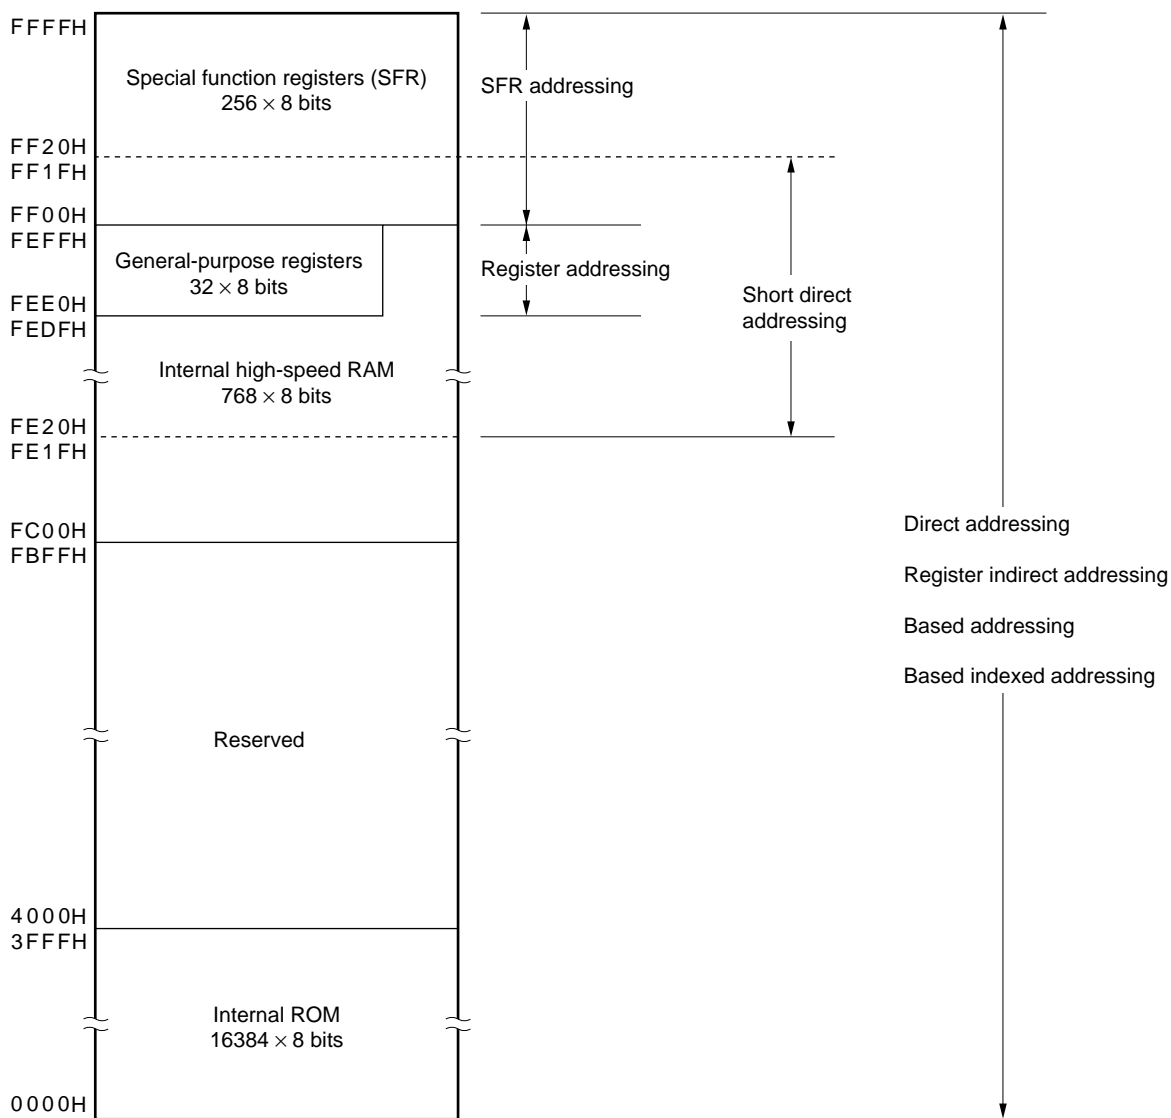 FFFFH
Special function registers (SFR)
256 × 8 bits
SFR addressing
FF20H
FF1FH
FF00H
FEFFH
General-purpose registers
32 × 8 bits
Register addressing
FEE0H
FEDFH
Short direct
addressing
Internal high-speed RAM
768 × 8 bits
FE20H
FE1FH
FC00H
FBFFH
Direct addressing
Register indirect addressing
Based addressing
Based indexed addressing
Reserved
4000H
3FFFH
Internal ROM
16384 × 8 bits
0000H